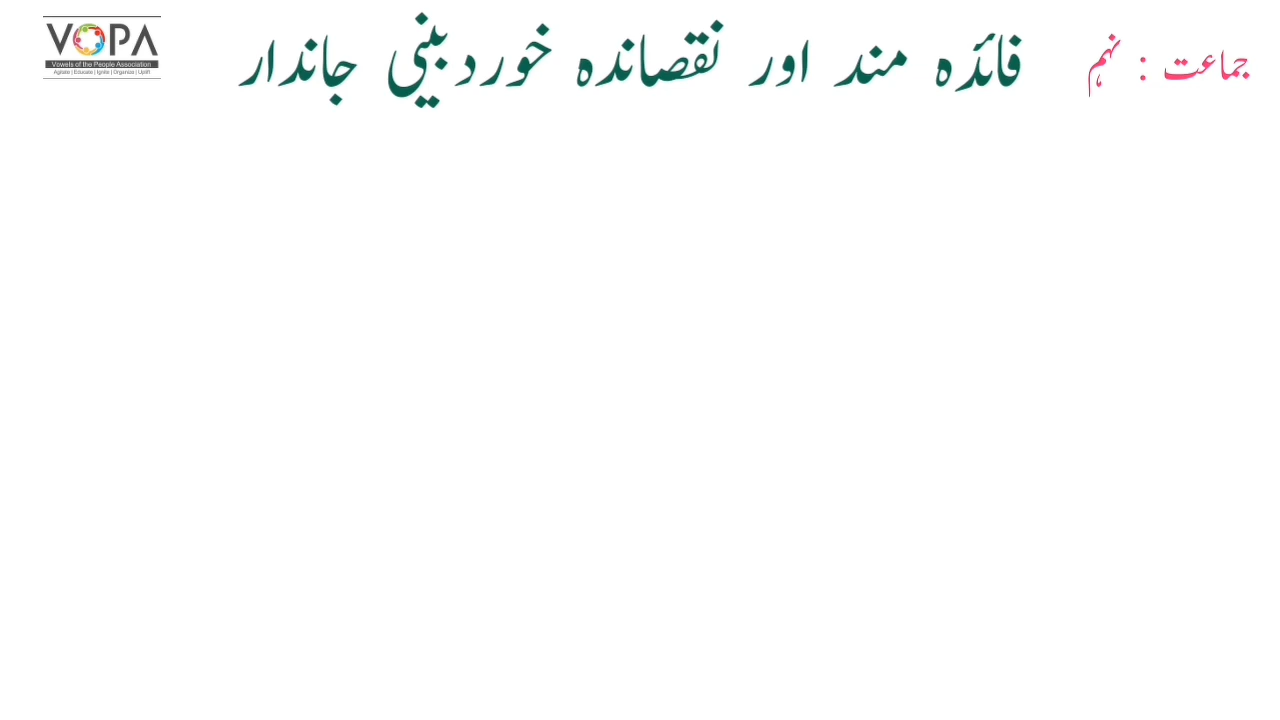 جماعت : نہم
فائدہ مند اور نقصاندہ خوردبینی جاندار
VOPA
Vowels of the People Association
Agitate | Educate | Ignite | Organize | Uplift